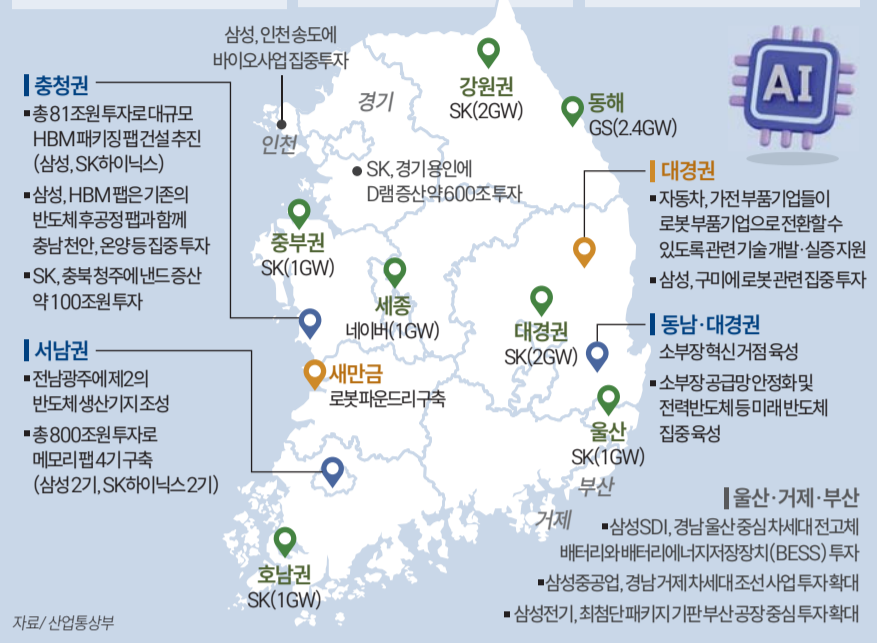 삼성, 인천 송도에
바이오사업 집중투자
AI
충청권
총 81조원 투자로 대규모
HBM 패키징 팹 건설 추진
(삼성, SK하이닉스)
삼성, HBM 팹은 기존의
반도체 후공정 팹과 함께
충남 천안, 온양 등 집중 투자
SK, 충북 청주에 낸드 증산
약 100조원 투자
서남권
전남광주에 제2의
반도체 생산기지 조성
총 800조원 투자로
메모리 팹 4기 구축
(삼성 2기, SK하이닉스 2기)
경기
인천
SK, 경기 용인에
D램 증산 약 600조 투자
강원권
SK(2GW)
동해
GS(2.4GW)
중부권
SK(1GW)
세종
네이버(1GW)
대경권
SK(2GW)
새만금
로봇 파운드리 구축
울산
SK(1GW)
부산
거제
호남권
SK(1GW)
대경권
자동차, 가전 부품기업들이
로봇 부품기업으로 전환할 수
있도록 관련 기술 개발·실증 지원
삼성, 구미에 로봇 관련 집중 투자
동남·대경권
소부장 혁신 거점 육성
소부장 공급망 안정화 및
전력반도체 등 미래 반도체
집중 육성
울산·거제·부산
삼성SDI, 경남 울산 중심 차세대 전고체
배터리와 배터리에너지저장장치(BESS) 투자
삼성중공업, 경남 거제 차세대 조선 사업 투자 확대
삼성전기, 최첨단 패키지 기판 부산 공장 중심 투자 확대
자료/ 산업통상부